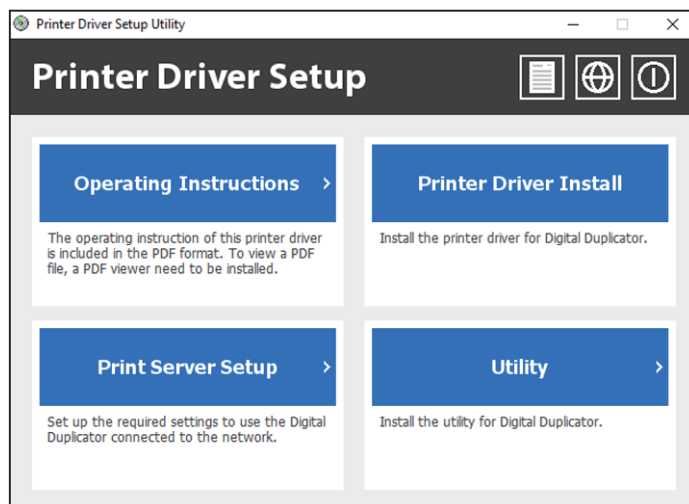 Printer Driver Setup Utility
Printer Driver Setup
Operating Instructions
The operating instruction of this printer driver
is included in the PDF format. To view a PDF
file, a PDF viewer need to be installed.
Printer Driver Install
Install the printer driver for Digital Duplicator.
Print Server Setup
Set up the required settings to use the Digital
Duplicator connected to the network.
Utility
Install the utility for Digital Duplicator.